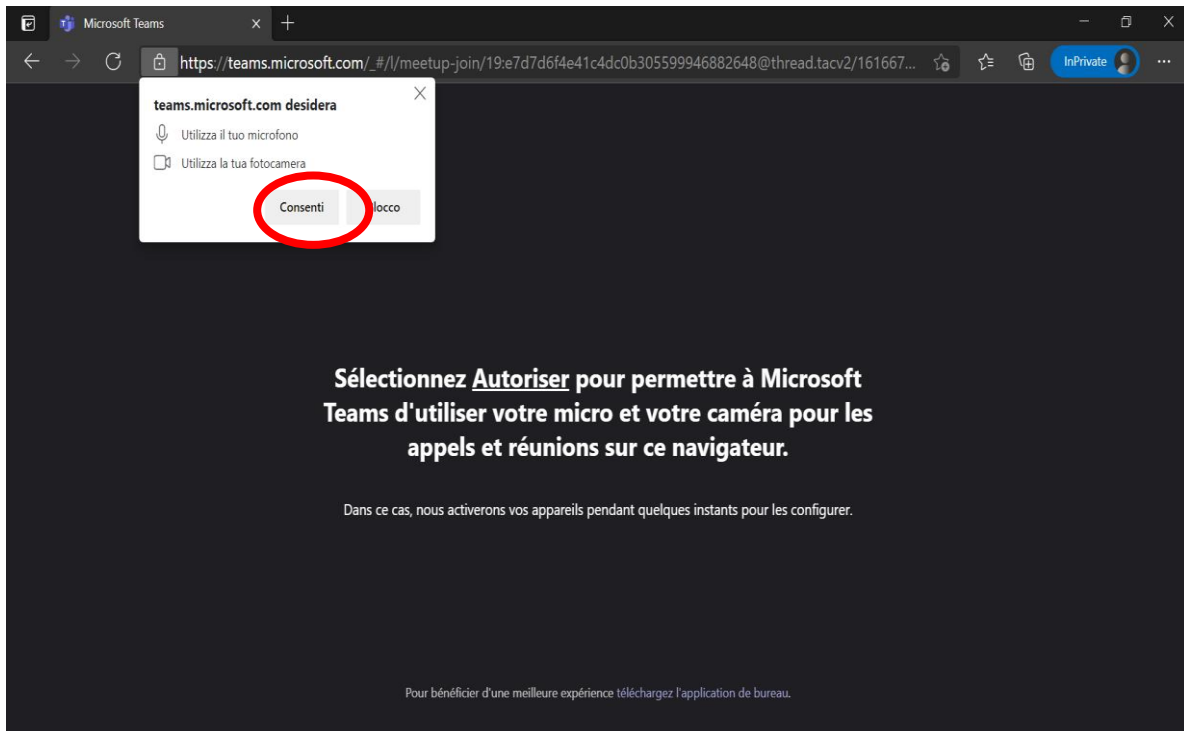 Microsoft Teams
https://teams.microsoft.com/_#/l/meetup-join/19:e7d7d6f4e41c4dc0b305599946882648@thread.tacv2/161667...
InPrivate
teams.microsoft.com desidera
Utilizza il tuo microfono
Utilizza la tua fotocamera
Consenti locco
Sélectionnez Autoriser pour permettre à Microsoft
Teams d'utiliser votre micro et votre caméra pour les
appels et réunions sur ce navigateur.
Dans ce cas, nous activerons vos appareils pendant quelques instants pour les configurer.
Pour bénéficier d'une meilleure expérience téléchargez l'application de bureau.